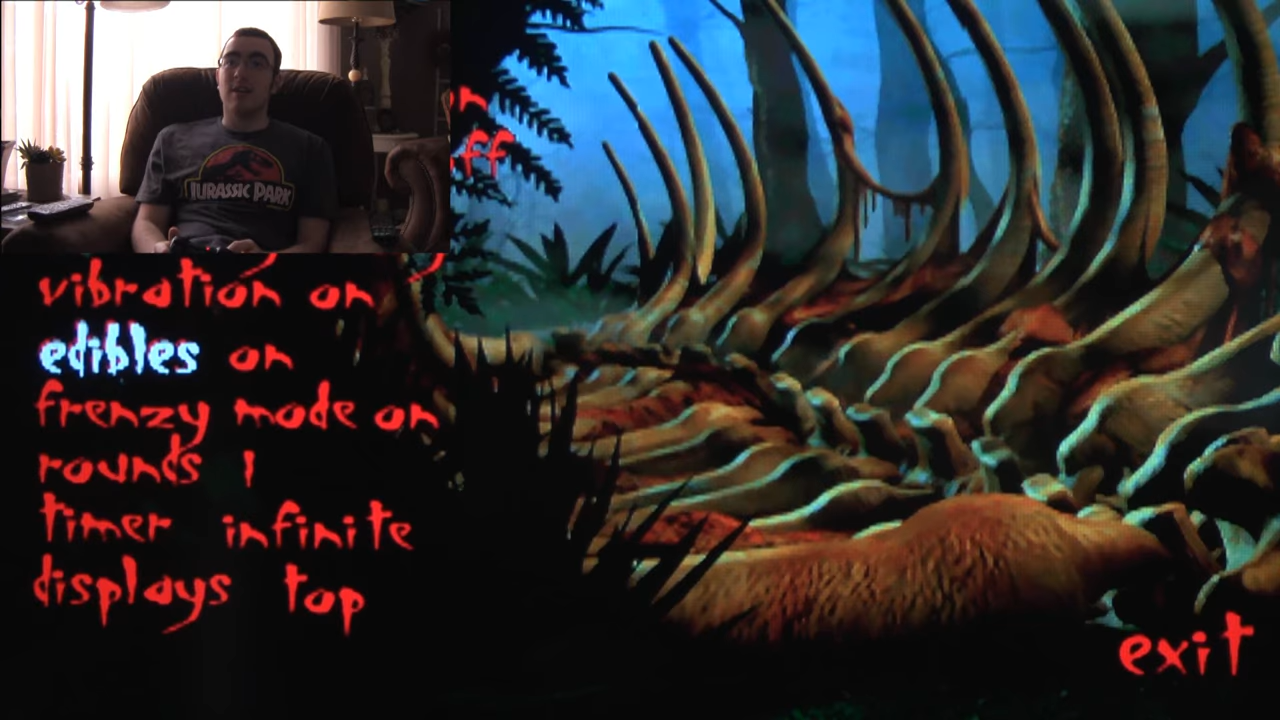 JURASSIC PARK
vibration on
edibles on
frenzy mode on
rounds 1
timer infinite
displays top
exit